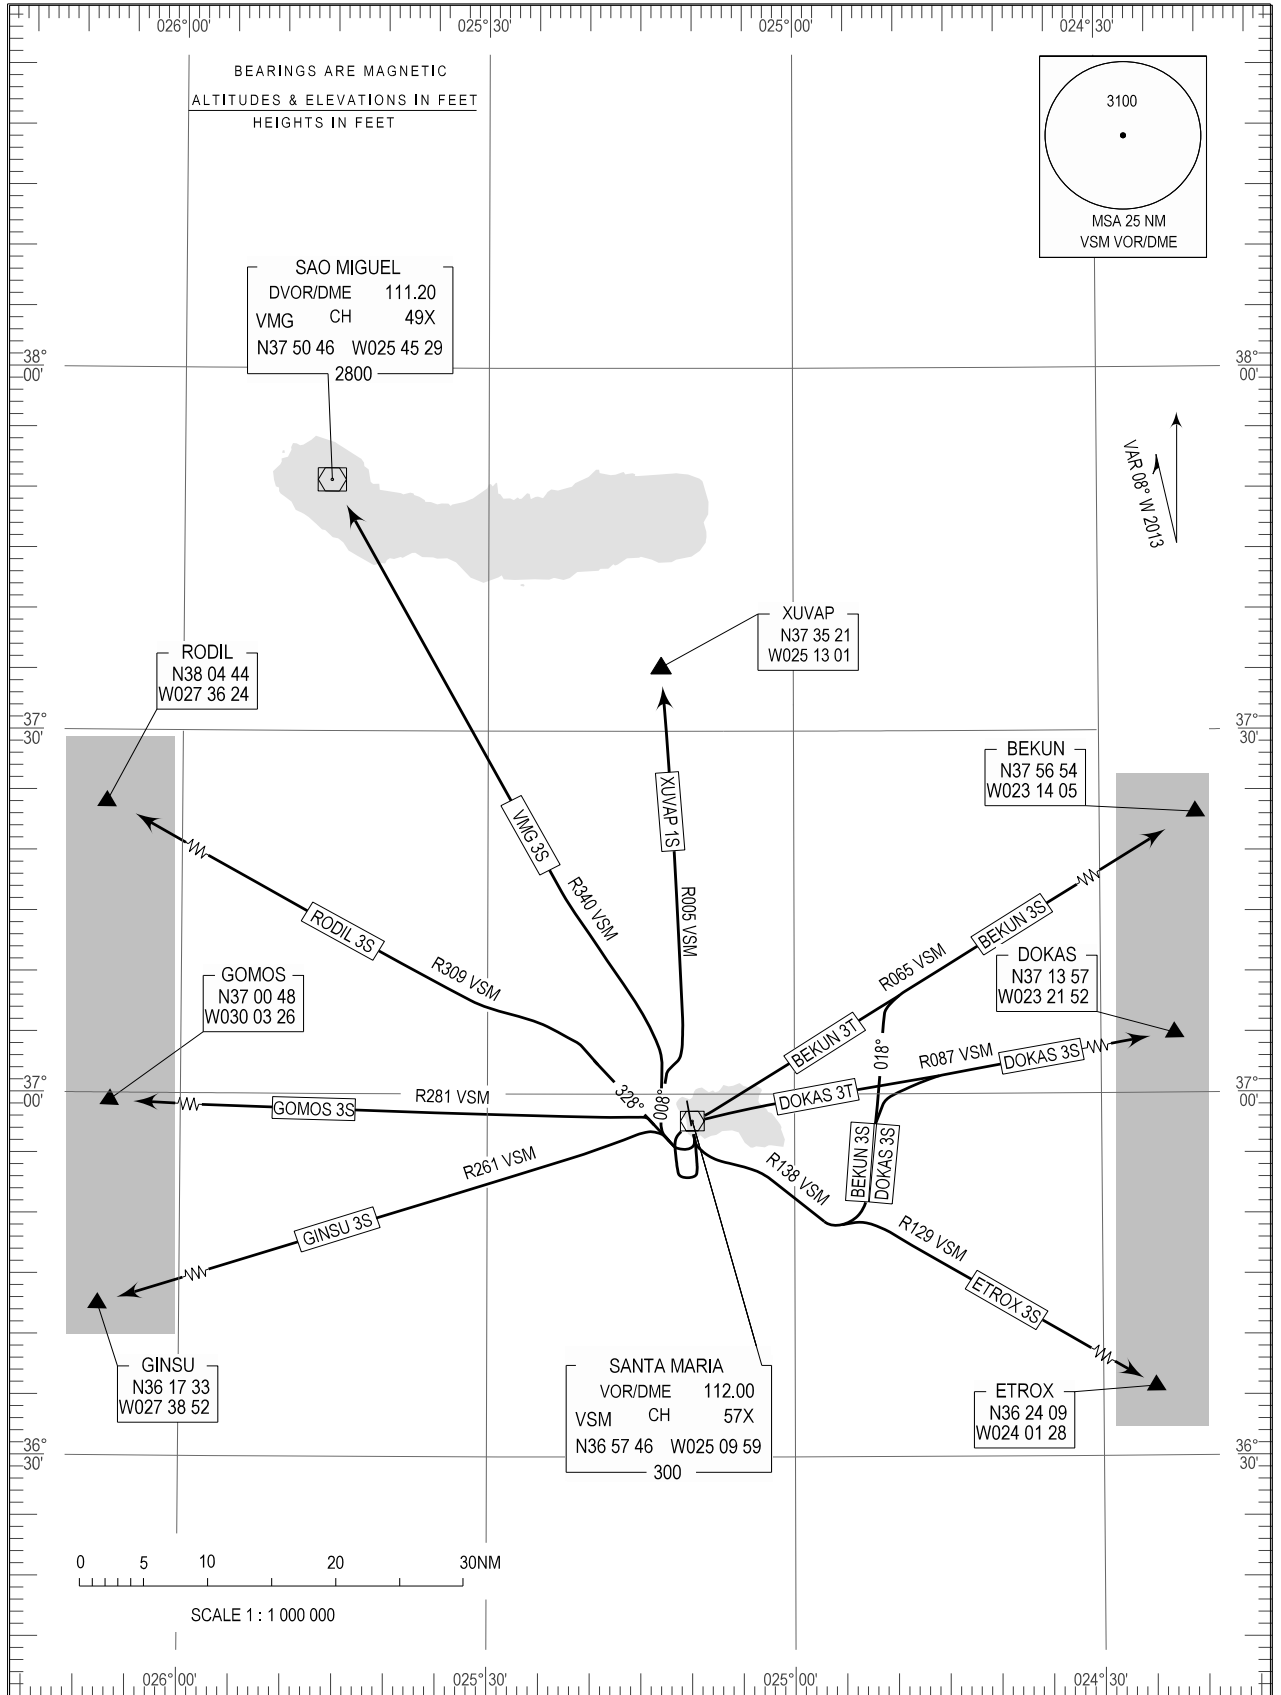 026° 00'
025° 30'
025° 00'
024° 30'
BEARINGS ARE MAGNETIC
ALTITUDES & ELEVATIONS IN FEET
HEIGHTS IN FEET
3100
MSA 25 NM
VSM VOR/DME
SAO MIGUEL
DVOR/DME 111.20
VMG CH 49X
N37 50 46 W025 45 29
2800
38°
00'
38°
00'
VAR 08° W 2013
XUVAP
N37 35 21
W025 13 01
RODIL
N38 04 44
W027 36 24
37°
30'
37°
30'
BEKUN
N37 56 54
W023 14 05
XUVAP 1S
VMG 3S
R340 VSM
R005 VSM
RODIL 3S
R309 VSM
BEKUN 3S
R065 VSM
DOKAS
N37 13 57
W023 21 52
GOMOS
N37 00 48
W030 03 26
BEKUN 3T
018°
R087 VSM
DOKAS 3S
DOKAS 3T
37°
00'
37°
00'
328°
008°
R281 VSM
GOMOS 3S
R261 VSM
GINSU 3S
R138 VSM
BEKUN 3S
DOKAS 3S
R129 VSM
ETROX 3S
GINSU
N36 17 33
W027 38 52
SANTA MARIA
VOR/DME 112.00
VSM CH 57X
N36 57 46 W025 09 59
300
ETROX
N36 24 09
W024 01 28
36°
30'
36°
30'
0 5 10 20 30NM
SCALE 1 : 1 000 000
026° 00'
025° 30'
025° 00'
024° 30'